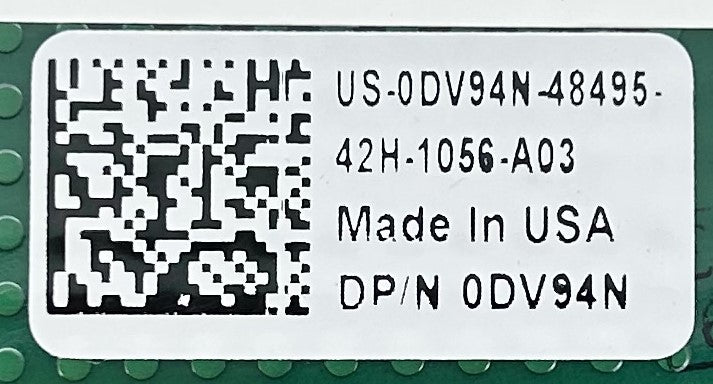 US-0DV94N-48495-
42H-1056-A03
Made In USA
DP/N 0DV94N